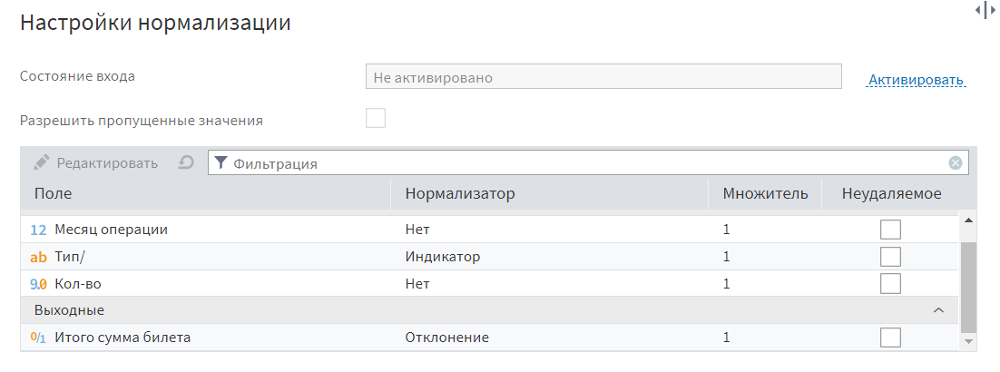 Настройки нормализации
Состояние входа Не активировано Активировать
Разрешить пропущенные значения
Редактировать Фильтрация
Поле Нормализатор Множитель Неудаляемое
12 Месяц операции Нет 1
ab Тип/ Индикатор 1
9.0 Кол-во Нет 1
Выходные
0/1 Итого сумма билета Отклонение 1